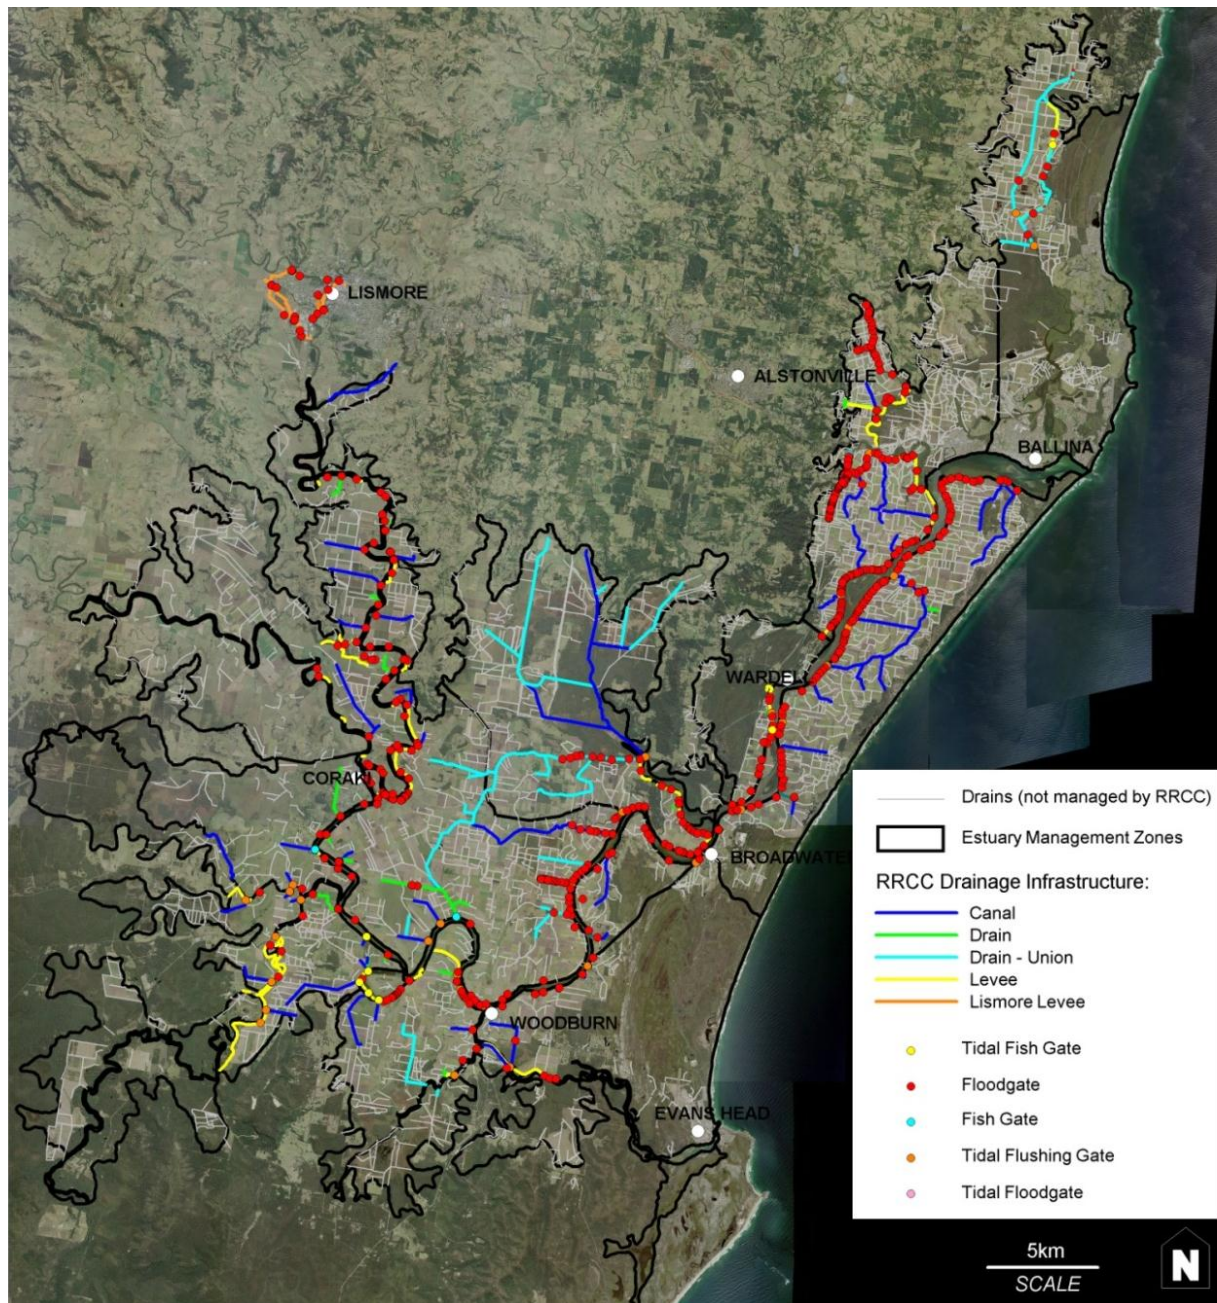 LISMORE
ALSTONVILLE
BALLINA
WARDEL
CORAKI
BROADWATER
WOODBURN
EVANS HEAD
Drains (not managed by RRCC)
Estuary Management Zones
RRCC Drainage Infrastructure:
Canal
Drain
Drain - Union
Levee
Lismore Levee
Tidal Fish Gate
Floodgate
Fish Gate
Tidal Flushing Gate
Tidal Floodgate
5km
SCALE
N